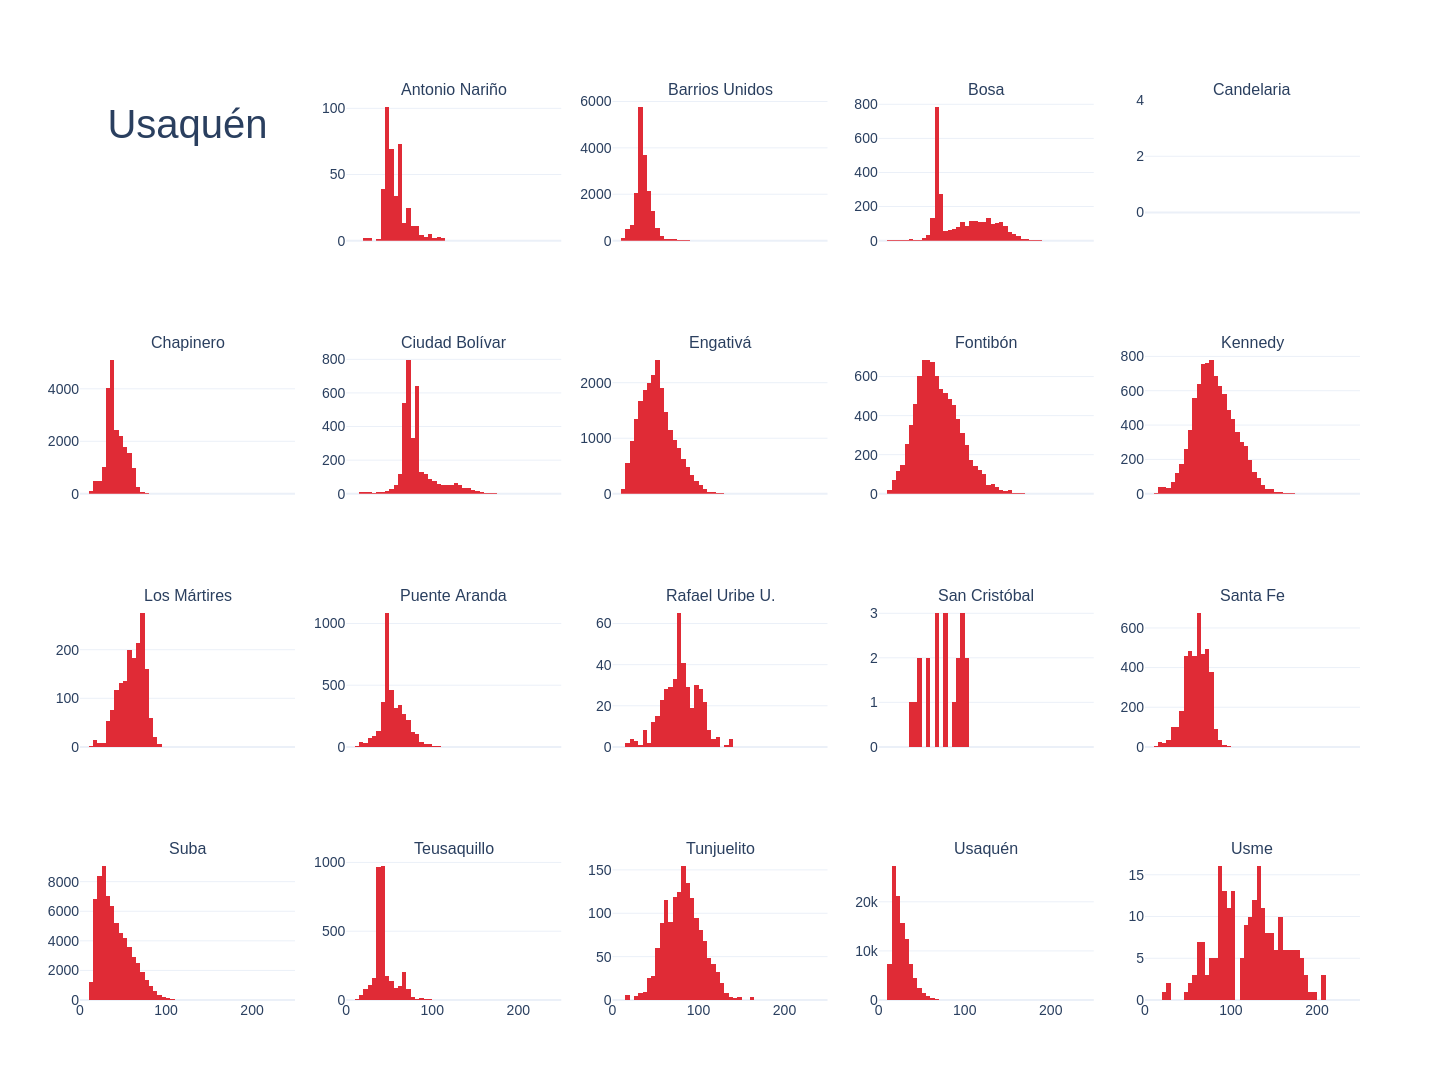 Usaquén
Antonio Nariño
100
50
0
Barrios Unidos
6000
4000
2000
0
Bosa
800
600
400
200
0
Candelaria
4
2
0
Chapinero
4000
2000
0
Ciudad Bolívar
800
600
400
200
0
Engativá
2000
1000
0
Fontibón
600
400
200
0
Kennedy
800
600
400
200
0
Los Mártires
200
100
0
Puente Aranda
1000
500
0
Rafael Uribe U.
60
40
20
0
San Cristóbal
3
2
1
0
Santa Fe
600
400
200
0
Suba
8000
6000
4000
2000
0
0 100 200
Teusaquillo
1000
500
0
0 100 200
Tunjuelito
150
100
50
0
0 100 200
Usaquén
20k
10k
0
0 100 200
Usme
15
10
5
0
0 100 200